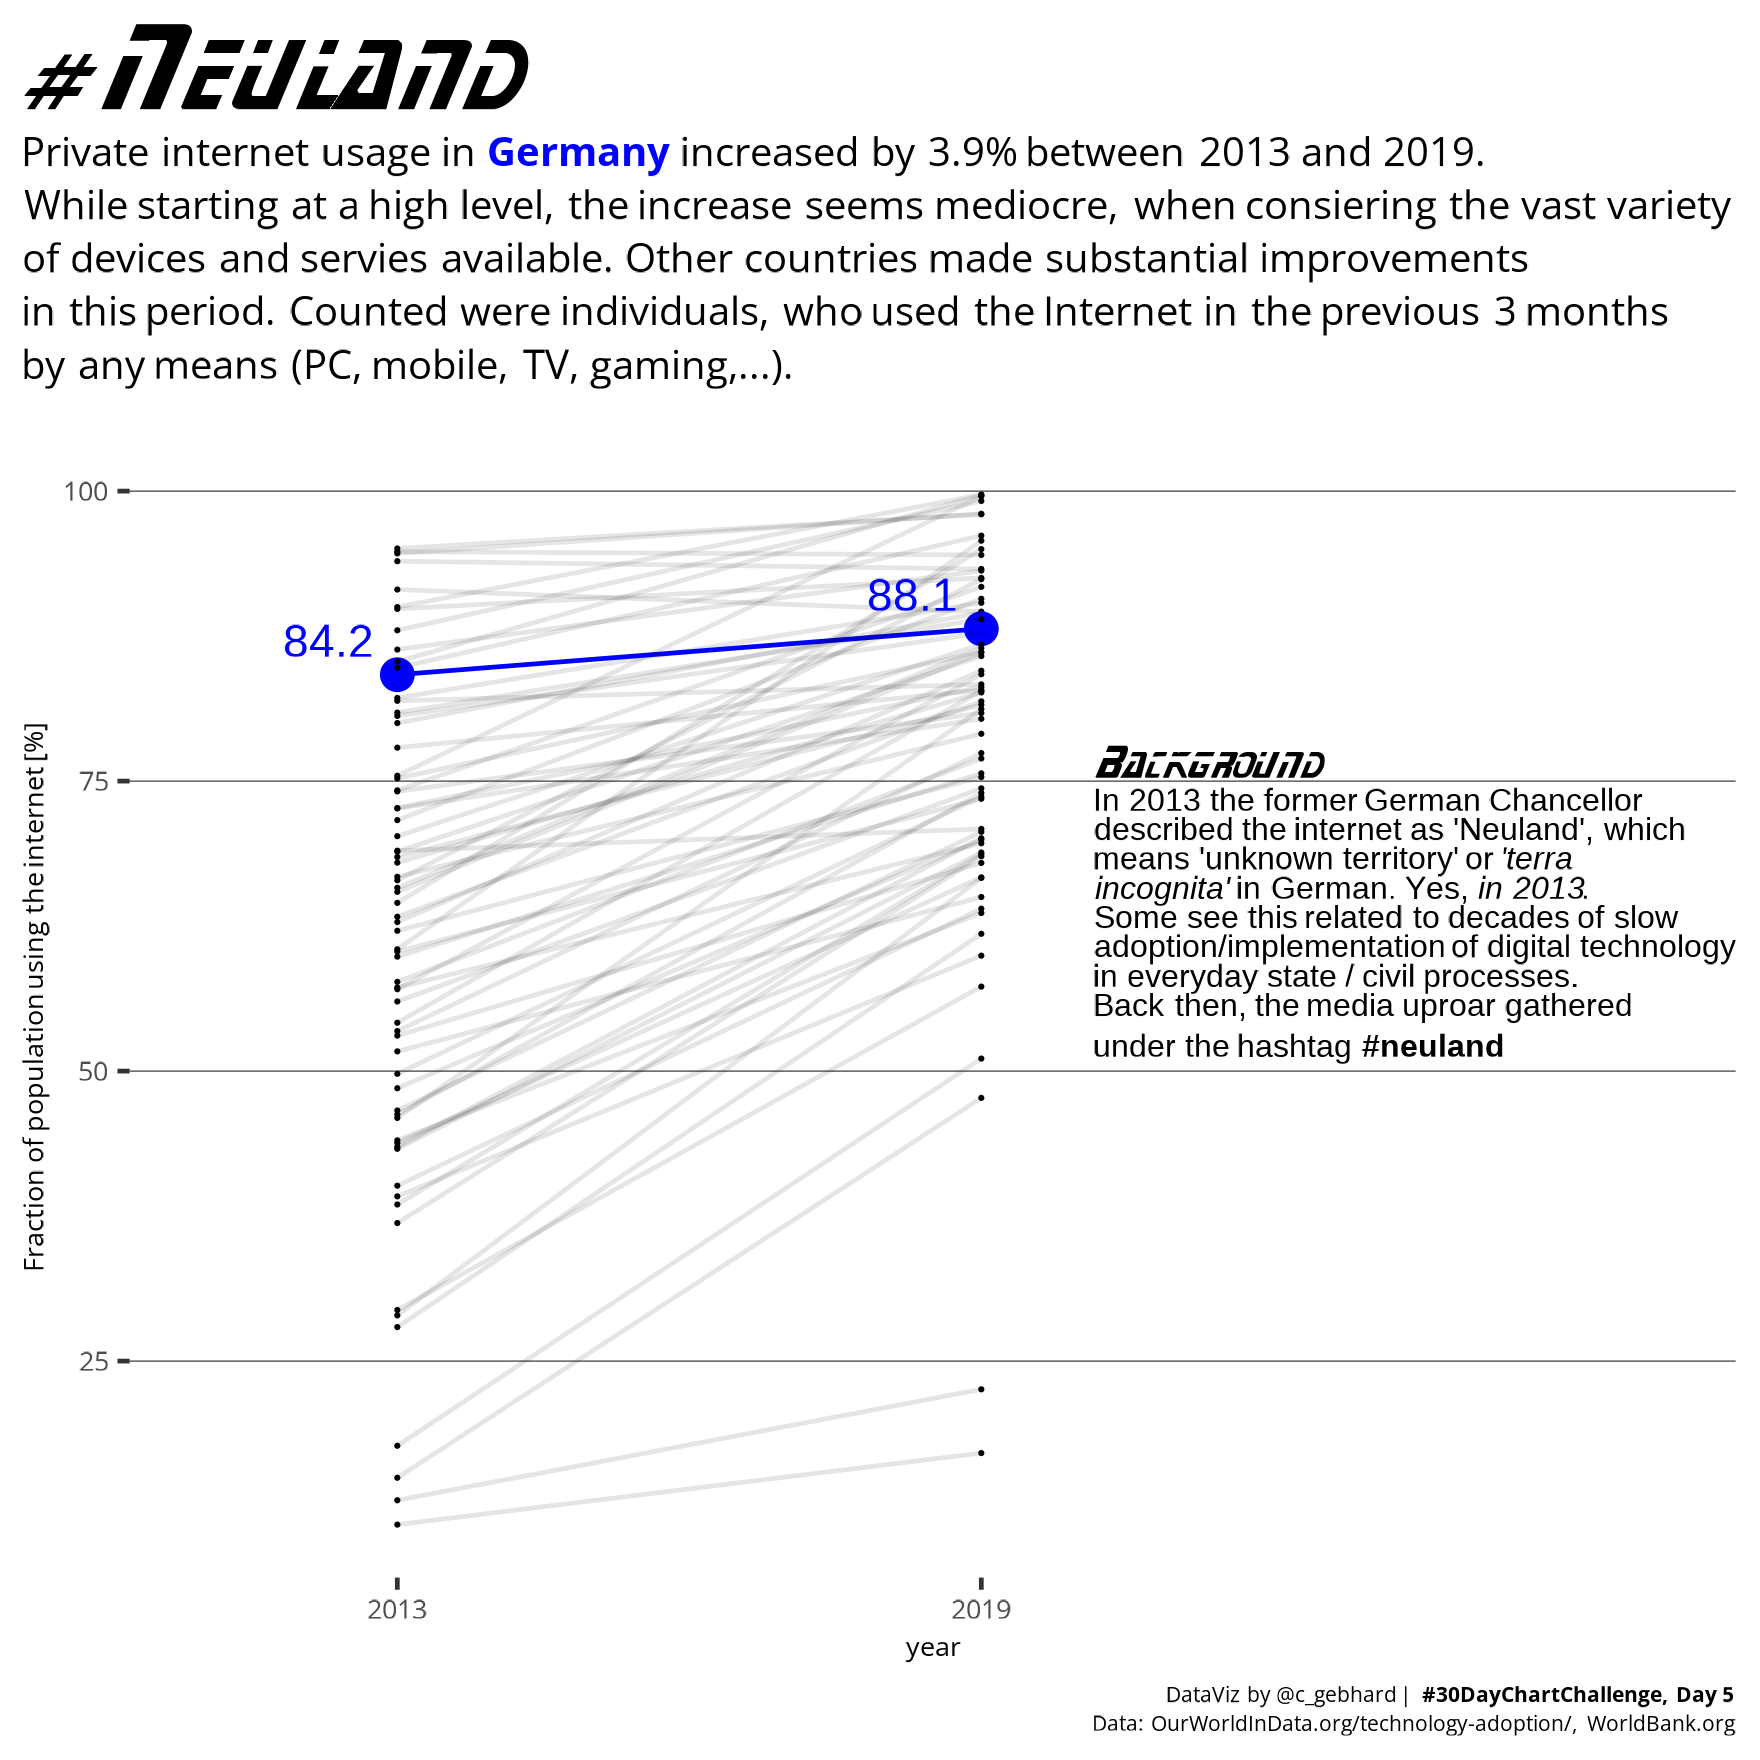 #Neuland
Private internet usage in Germany increased by 3.9% between 2013 and 2019.
While starting at a high level, the increase seems mediocre, when consiering the vast variety
of devices and servies available. Other countries made substantial improvements
in this period. Counted were individuals, who used the Internet in the previous 3 months
by any means (PC, mobile, TV, gaming,...).
100
84.2
88.1
Fraction of population using the internet [%]
75
Background
In 2013 the former German Chancellor
described the internet as 'Neuland', which
means 'unknown territory' or 'terra
incognita' in German. Yes, in 2013.
Some see this related to decades of slow
adoption/implementation of digital technology
in everyday state / civil processes.
Back then, the media uproar gathered
under the hashtag #neuland
50
25
2013 2019
year
DataViz by @c_gebhard | #30DayChartChallenge, Day 5
Data: OurWorldInData.org/technology-adoption/, WorldBank.org